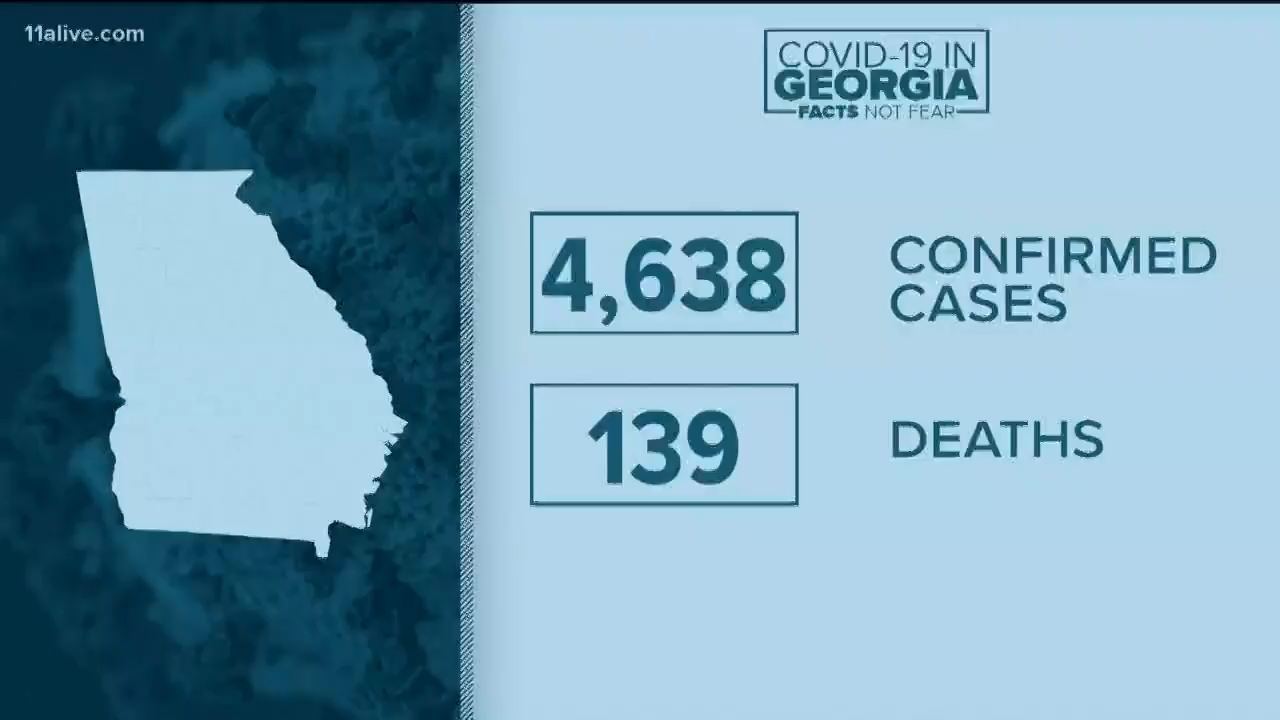 11alive.com
COVID-19 IN
GEORGIA
FACTS NOT FEAR
4,638
CONFIRMED
CASES
139
DEATHS